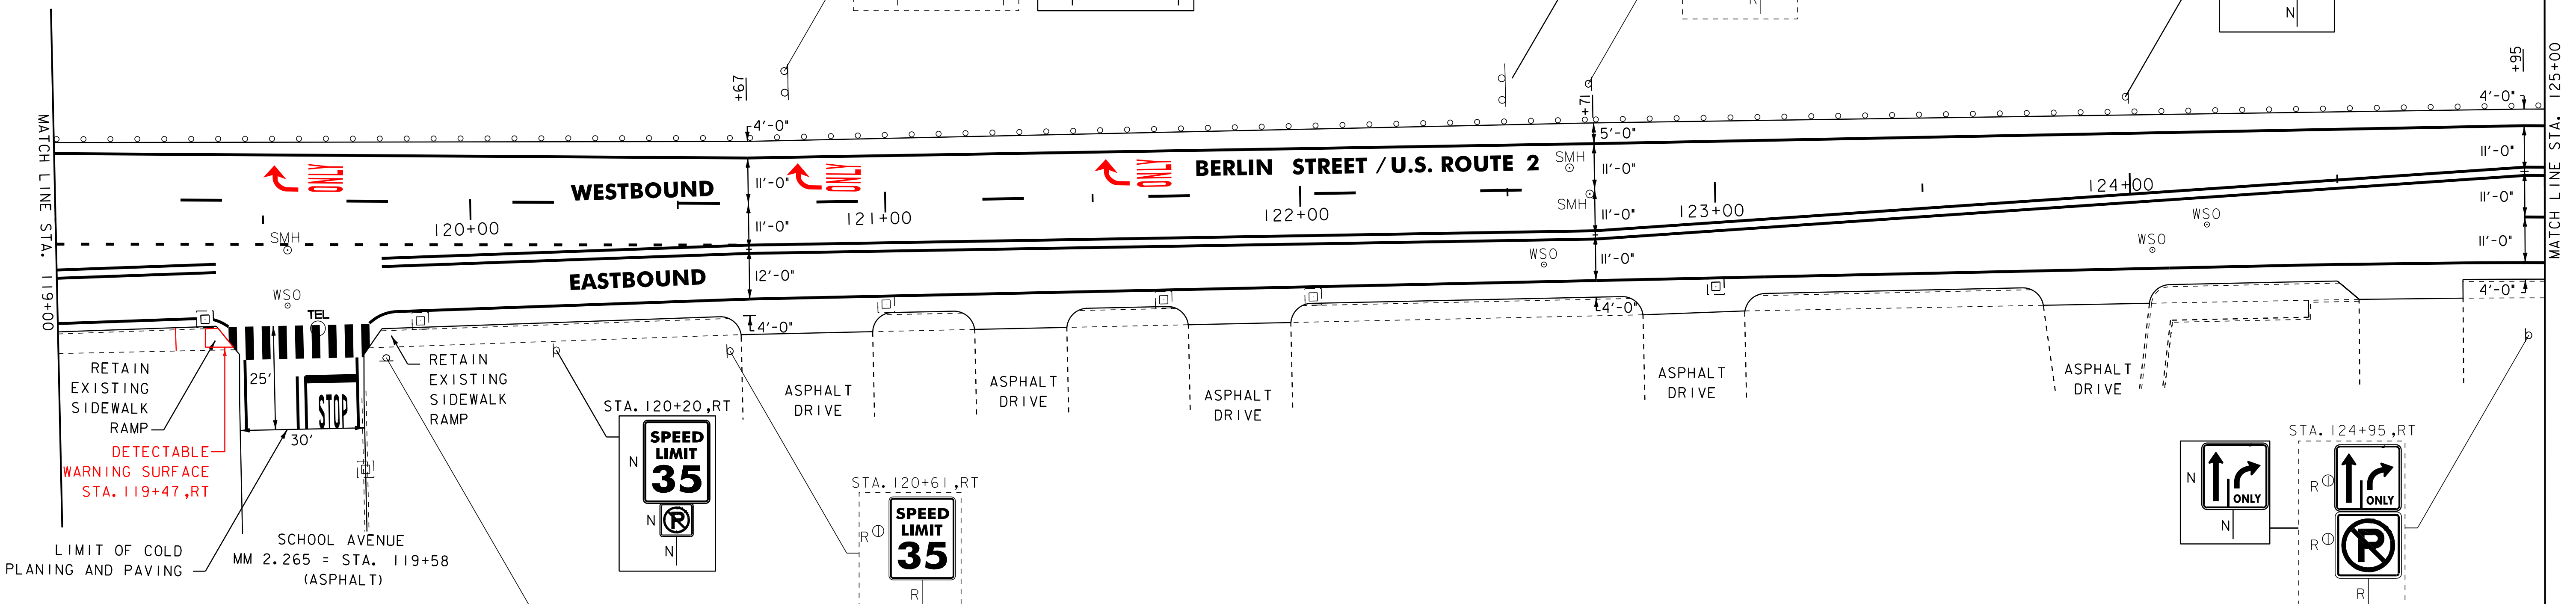 N
N
R
MATCH LINE STA. 119+00
MATCH LINE STA. 125+00
+67
+71
+95
4'-0"
11'-0"
11'-0"
12'-0"
4'-0"
5'-0"
11'-0"
11'-0"
11'-0"
4'-0"
4'-0"
11'-0"
11'-0"
11'-0"
4'-0"
ONLY
ONLY
ONLY
WESTBOUND
BERLIN STREET / U.S. ROUTE 2
EASTBOUND
120+00
121+00
122+00
123+00
124+00
SMH
SMH
SMH
WSO
WSO
WSO
WSO
TEL
RETAIN
EXISTING
SIDEWALK
RAMP
DETECTABLE
WARNING SURFACE
STA. 119+47, RT
LIMIT OF COLD
PLANING AND PAVING
25'
30'
STOP
SCHOOL AVENUE
MM 2.265 = STA. 119+58
(ASPHALT)
RETAIN
EXISTING
SIDEWALK
RAMP
STA. 120+20, RT
SPEED
LIMIT
35
N
N
P
N
STA. 120+61, RT
SPEED
LIMIT
35
R
R
ASPHALT
DRIVE
ASPHALT
DRIVE
ASPHALT
DRIVE
ASPHALT
DRIVE
ASPHALT
DRIVE
N
ONLY
N
STA. 124+95, RT
R
ONLY
R
P
R